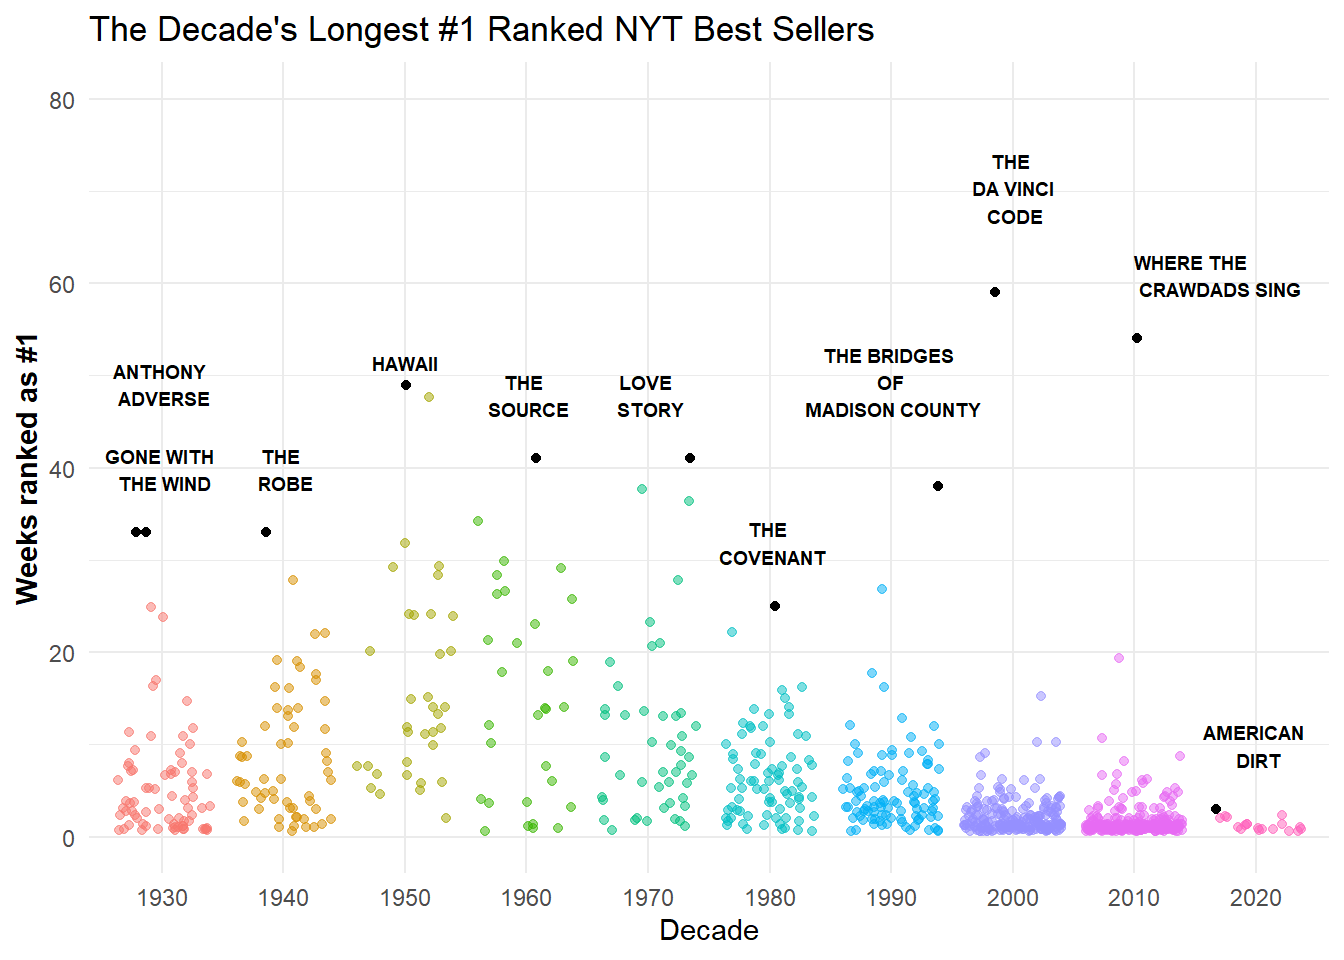 The Decade's Longest #1 Ranked NYT Best Sellers
Weeks ranked as #1
80
60
40
20
0
ANTHONY
ADVERSE
GONE WITH
THE WIND
THE
ROBE
HAWAII
THE
SOURCE
LOVE
STORY
THE
COVENANT
THE BRIDGES
OF
MADISON COUNTY
THE
DA VINCI
CODE
WHERE THE
CRAWDADS SING
AMERICAN
DIRT
1930
1940
1950
1960
1970
1980
1990
2000
2010
2020
Decade